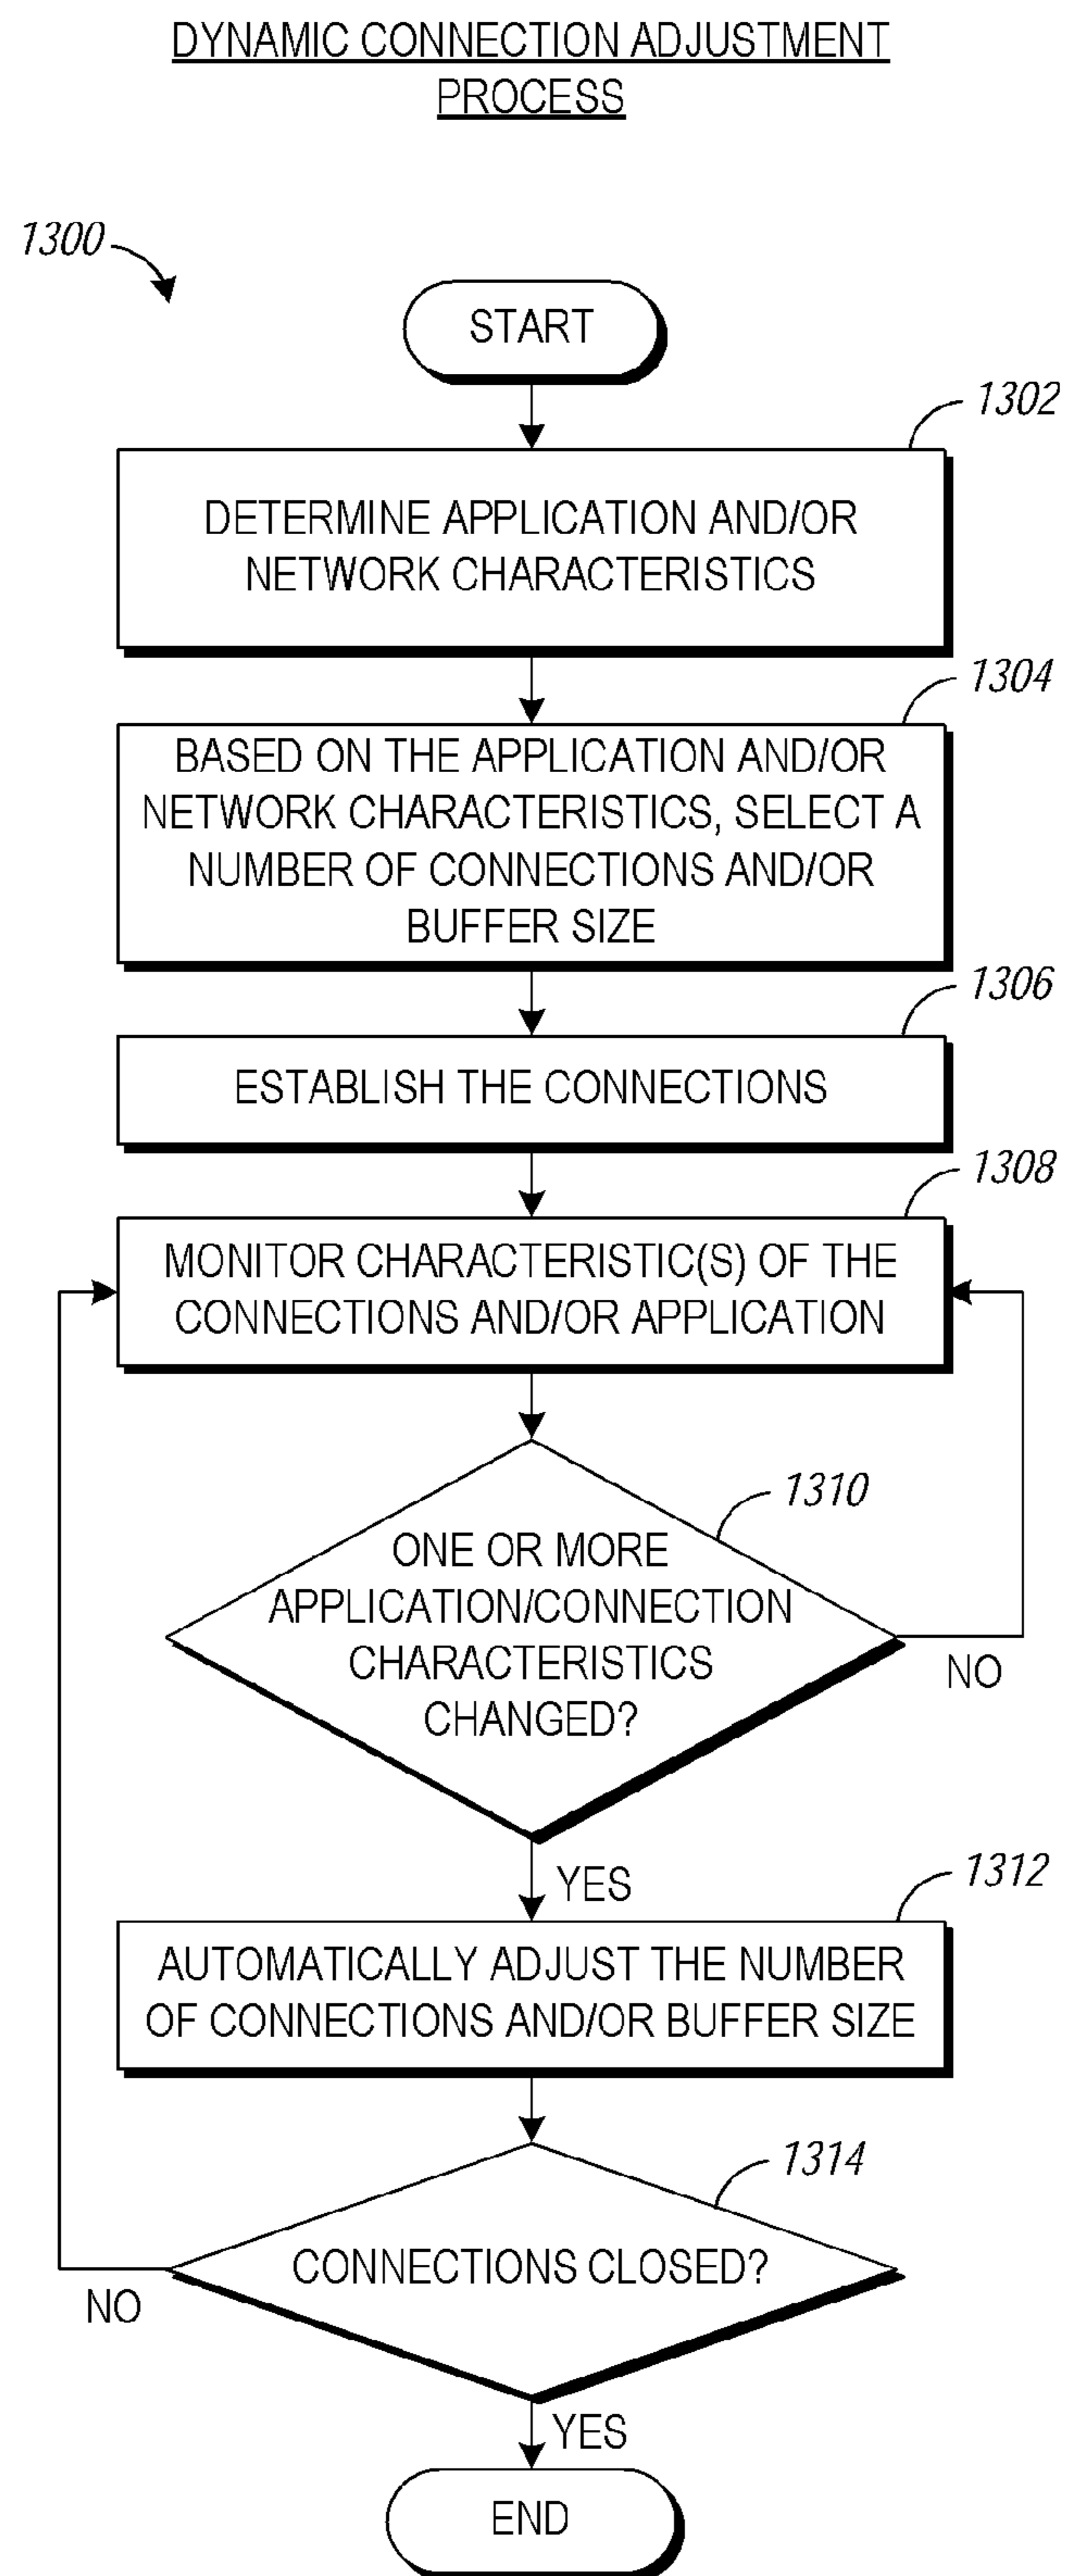 DYNAMIC CONNECTION ADJUSTMENT
PROCESS
1300
START
1302
DETERMINE APPLICATION AND/OR
NETWORK CHARACTERISTICS
1304
BASED ON THE APPLICATION AND/OR
NETWORK CHARACTERISTICS, SELECT A
NUMBER OF CONNECTIONS AND/OR
BUFFER SIZE
1306
ESTABLISH THE CONNECTIONS
1308
MONITOR CHARACTERISTIC(S) OF THE
CONNECTIONS AND/OR APPLICATION
1310
ONE OR MORE
APPLICATION/CONNECTION
CHARACTERISTICS
CHANGED?
NO
YES
1312
AUTOMATICALLY ADJUST THE NUMBER
OF CONNECTIONS AND/OR BUFFER SIZE
1314
CONNECTIONS CLOSED?
NO
YES
END